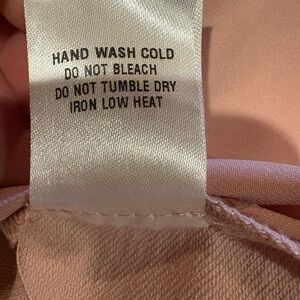 HAND WASH COLD
DO NOT BLEACH
DO NOT TUMBLE DRY
IRON LOW HEAT